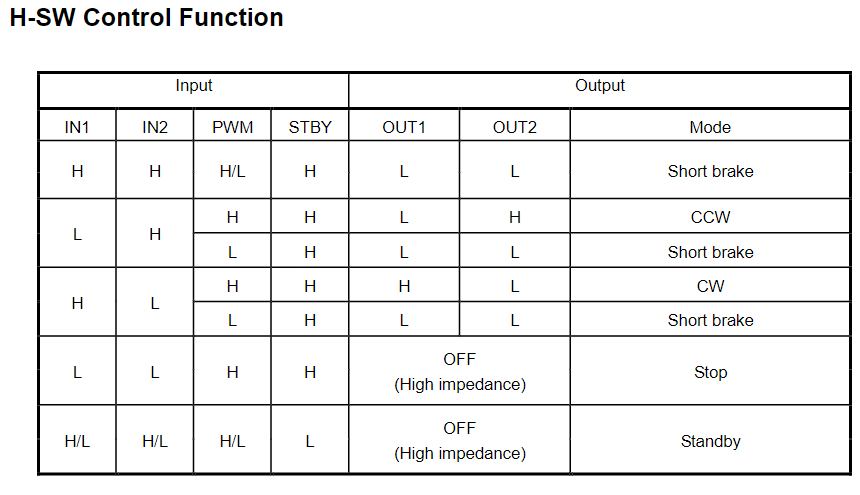 H-SW Control Function
Input Output
IN1 IN2 PWM STBY OUT1 OUT2 Mode
H H H/L H L L Short brake
L H H H L H CCW
L H L L Short brake
H L H H H L CW
L H L L Short brake
L L H H OFF
(High impedance) Stop
H/L H/L H/L L OFF
(High impedance) Standby